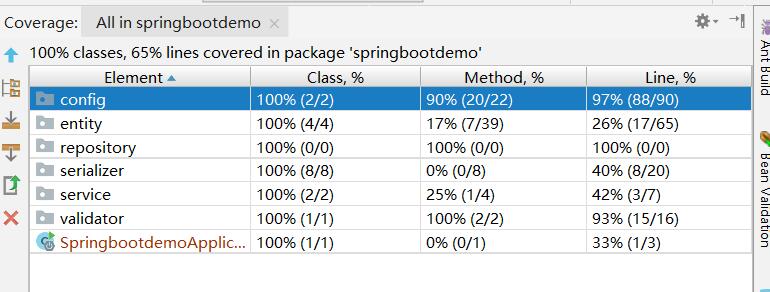 Coverage: All in springbootdemo
100% classes, 65% lines covered in package 'springbootdemo'
Element Class, % Method, % Line, %
config 100% (2/2) 90% (20/22) 97% (88/90)
entity 100% (4/4) 17% (7/39) 26% (17/65)
repository 100% (0/0) 100% (0/0) 100% (0/0)
serializer 100% (8/8) 0% (0/8) 40% (8/20)
service 100% (2/2) 25% (1/4) 42% (3/7)
validator 100% (1/1) 100% (2/2) 93% (15/16)
SpringbootdemoApplic... 100% (1/1) 0% (0/1) 33% (1/3)
Ant Build
Bean Validation